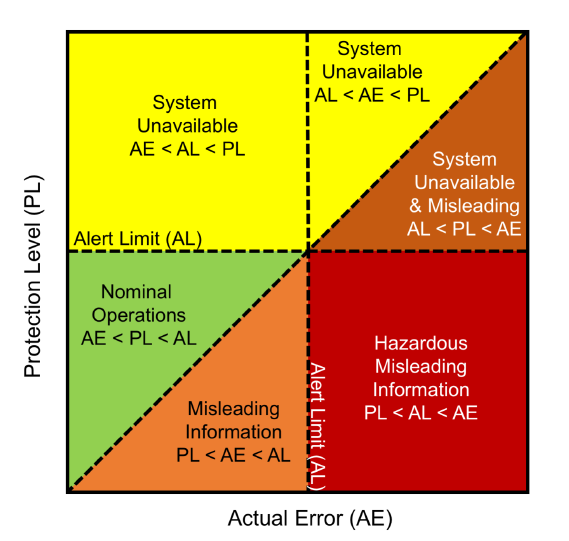 System
Unavailable
AL < AE < PL
System
Unavailable
AE < AL < PL
System
Unavailable
& Misleading
AL < PL < AE
Alert Limit (AL)
Protection Level (PL)
Nominal
Operations
AE < PL < AL
Hazardous
Misleading
Information
PL < AL < AE
Alert Limit (AL)
Misleading
Information
PL < AE < AL
Actual Error (AE)